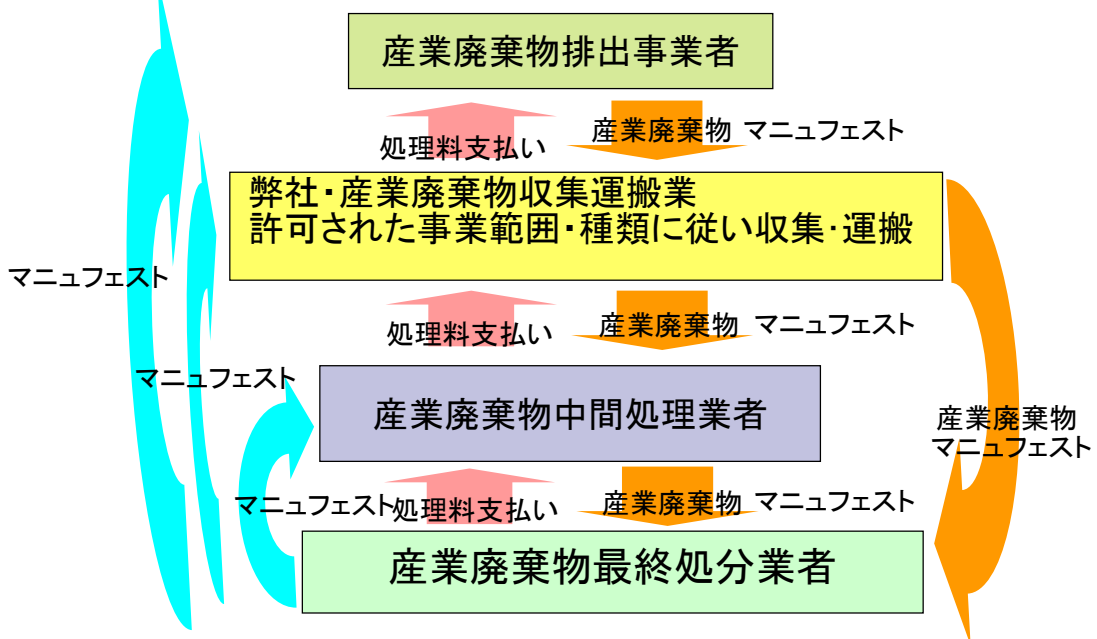 産業廃棄物排出事業者
処理料支払い
産業廃棄物 マニュフェスト
弊社・産業廃棄物収集運搬業
許可された事業範囲・種類に従い収集・運搬
マニュフェスト
処理料支払い
産業廃棄物 マニュフェスト
マニュフェスト
産業廃棄物中間処理業者
産業廃棄物
マニュフェスト
マニュフェスト
処理料支払い
産業廃棄物 マニュフェスト
産業廃棄物最終処分業者